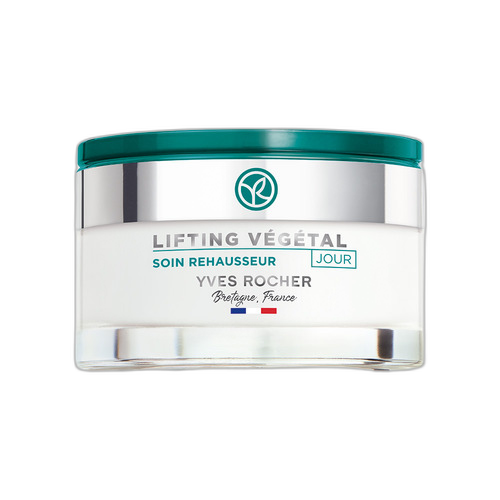 LIFTING VÉGÉTAL
SOIN REHAUSSEUR JOUR
YVES ROCHER
Bretagne, France